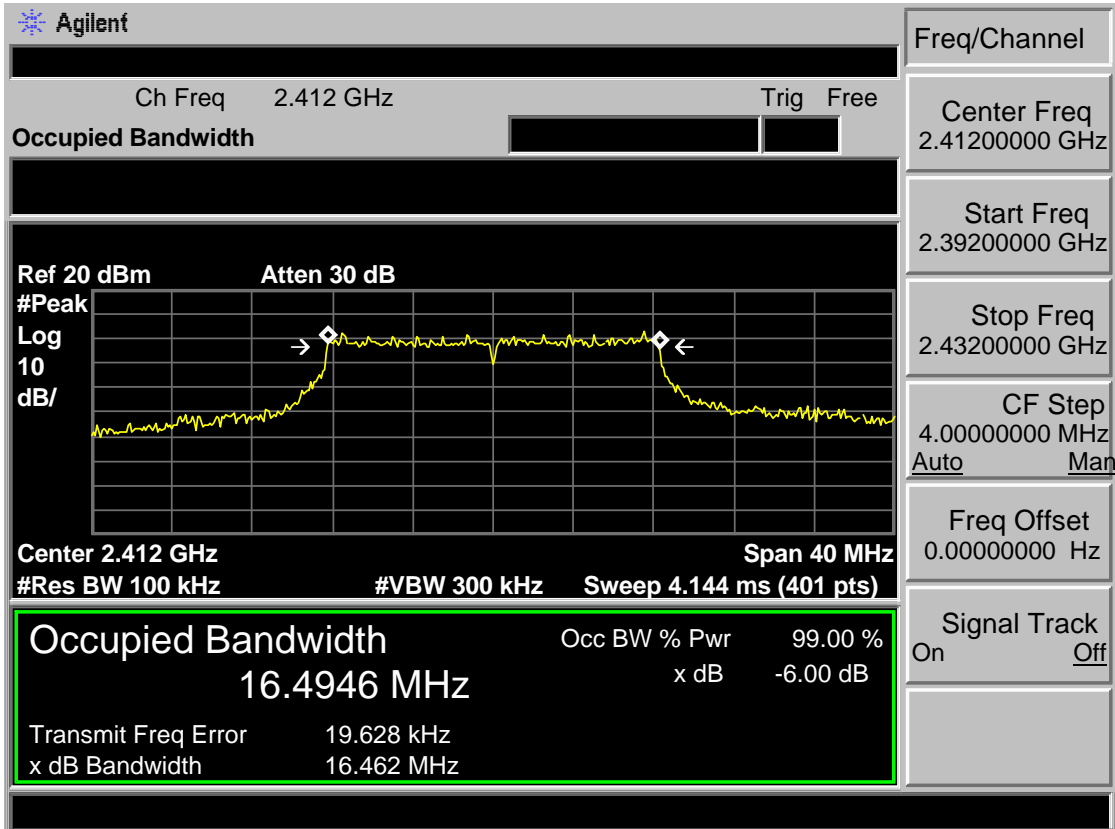 Agilent
Freq/Channel
Ch Freq 2.412 GHz Trig Free
Occupied Bandwidth
Center Freq
2.41200000 GHz
Start Freq
2.39200000 GHz
Ref 20 dBm Atten 30 dB
#Peak
Log
10
dB/
Stop Freq
2.43200000 GHz
CF Step
4.00000000 MHz
Auto Man
Freq Offset
0.00000000 Hz
Center 2.412 GHz Span 40 MHz
#Res BW 100 kHz #VBW 300 kHz Sweep 4.144 ms (401 pts)
Signal Track
On Off
Occupied Bandwidth Occ BW % Pwr 99.00 %
16.4946 MHz x dB -6.00 dB
Transmit Freq Error 19.628 kHz
x dB Bandwidth 16.462 MHz